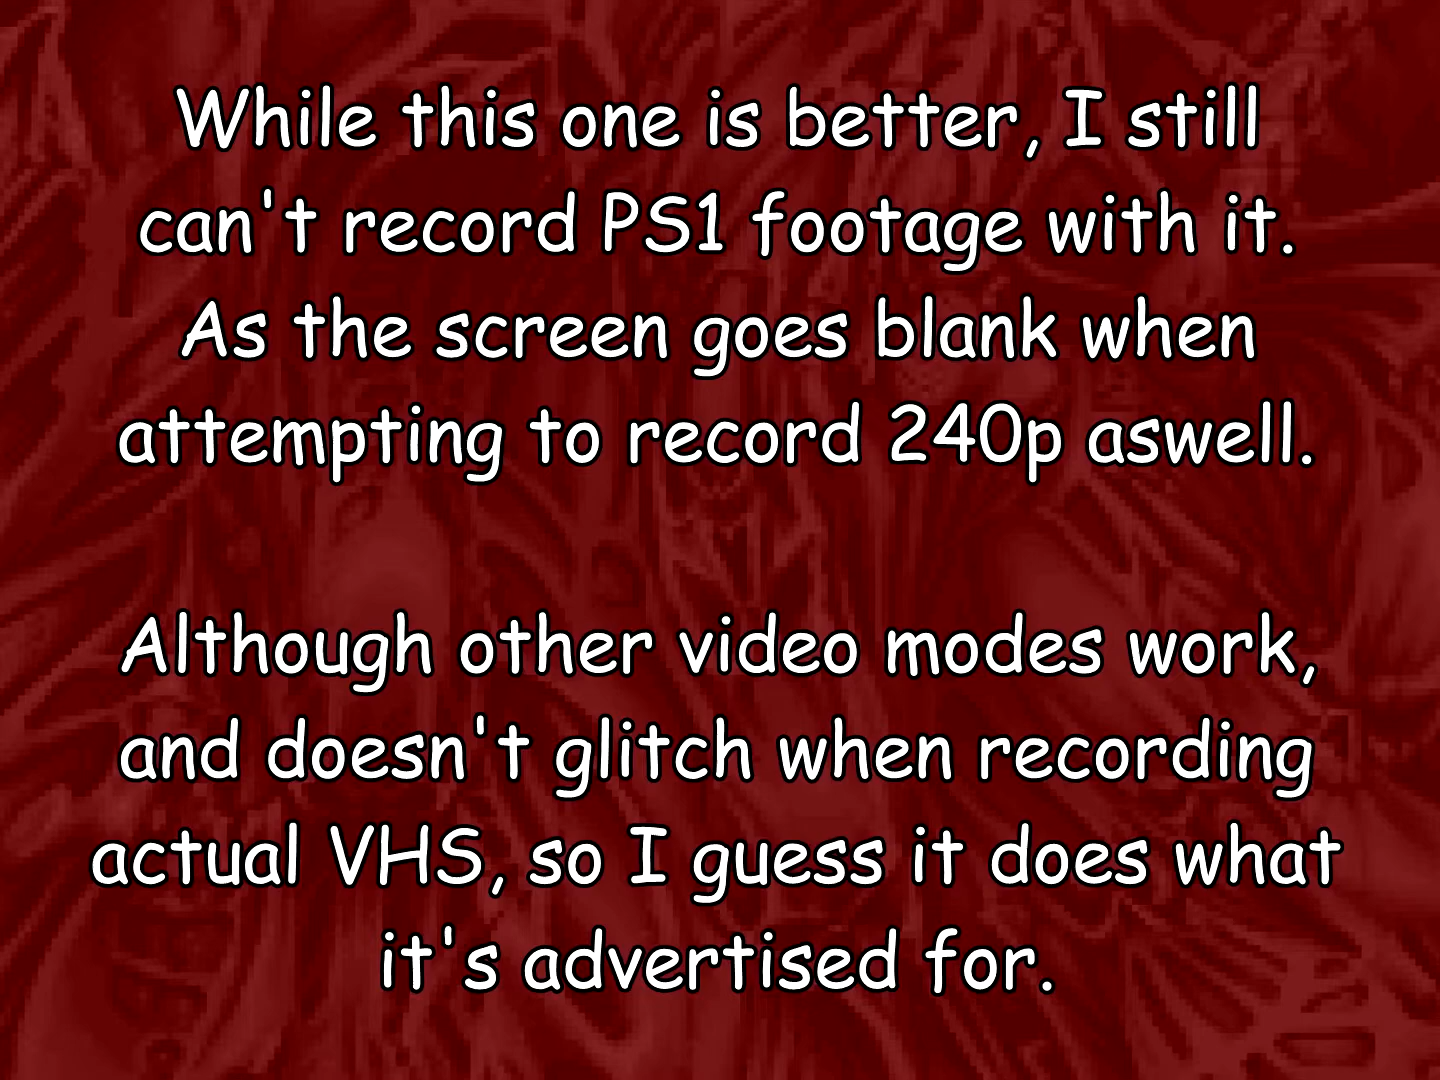 While this one is better, I still
can't record PS1 footage with it.
As the screen goes blank when
attempting to record 240p aswell.
Although other video modes work,
and doesn't glitch when recording
actual VHS, so I guess it does what
it's advertised for.